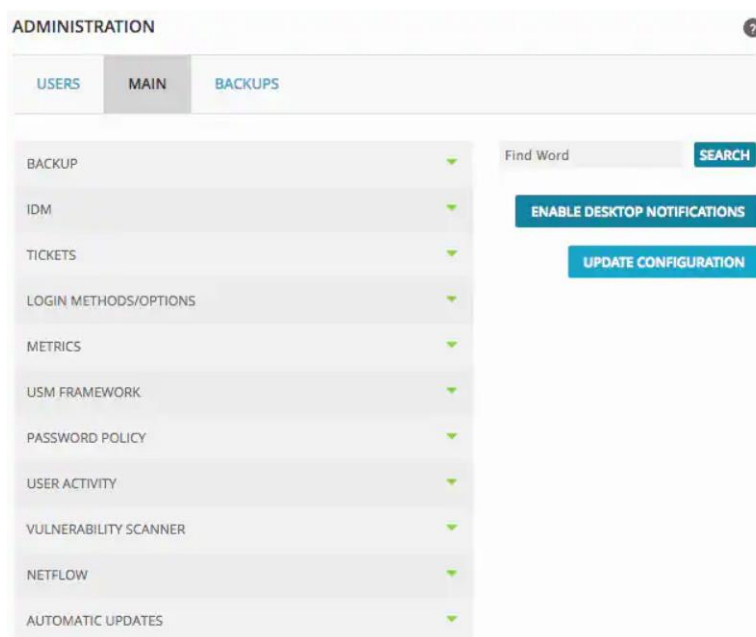 ADMINISTRATION
?
USERS
MAIN
BACKUPS
BACKUP
IDM
TICKETS
LOGIN METHODS/OPTIONS
METRICS
USM FRAMEWORK
PASSWORD POLICY
USER ACTIVITY
VULNERABILITY SCANNER
NETFLOW
AUTOMATIC UPDATES
Find Word
SEARCH
ENABLE DESKTOP NOTIFICATIONS
UPDATE CONFIGURATION